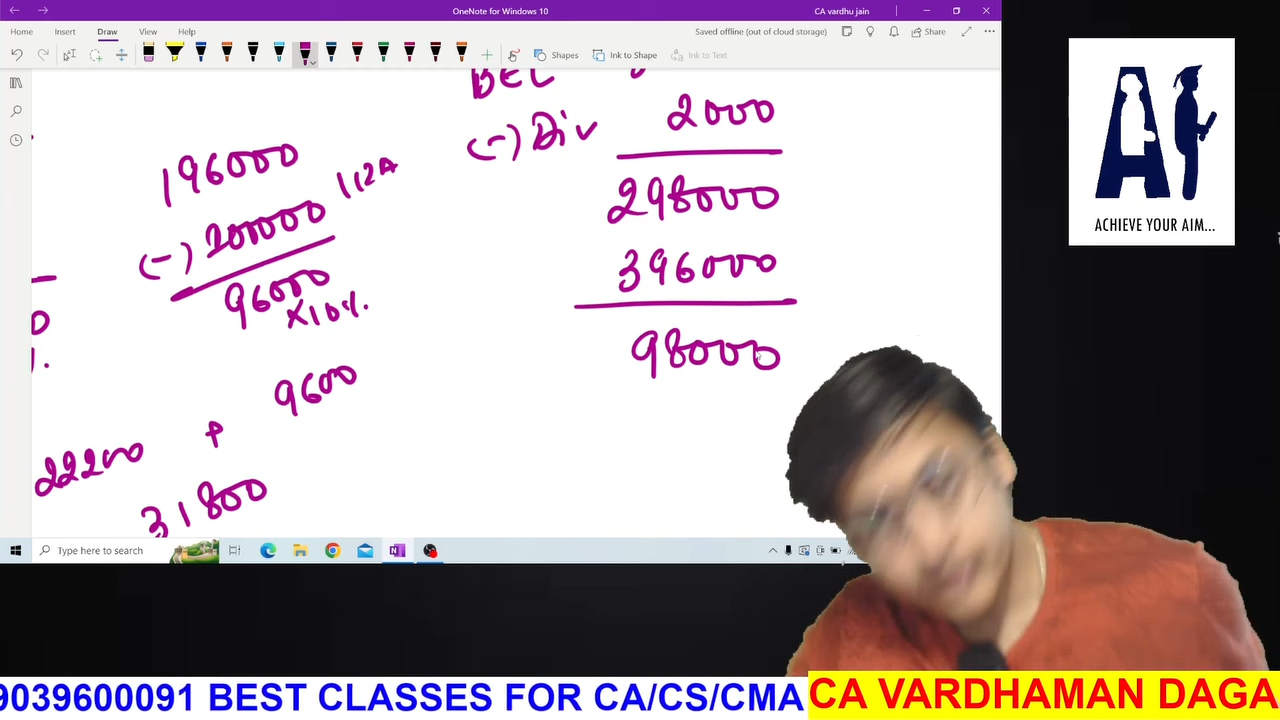 OneNote for Windows 10
CA vardhu jain
Home Insert Draw View Help
Saved offline (out of cloud storage)
Share
Shapes
Ink to Shape
Ink to Text
BEL
(-) Div 2000
298000
396000
98000
196000
(-) 200000 112A
96000
X10%.
9600
22200 +
31800
Type here to search
AI
ACHIEVE YOUR AIM...
9039600091 BEST CLASSES FOR CA/CS/CMA
CA VARDHAMAN DAGA